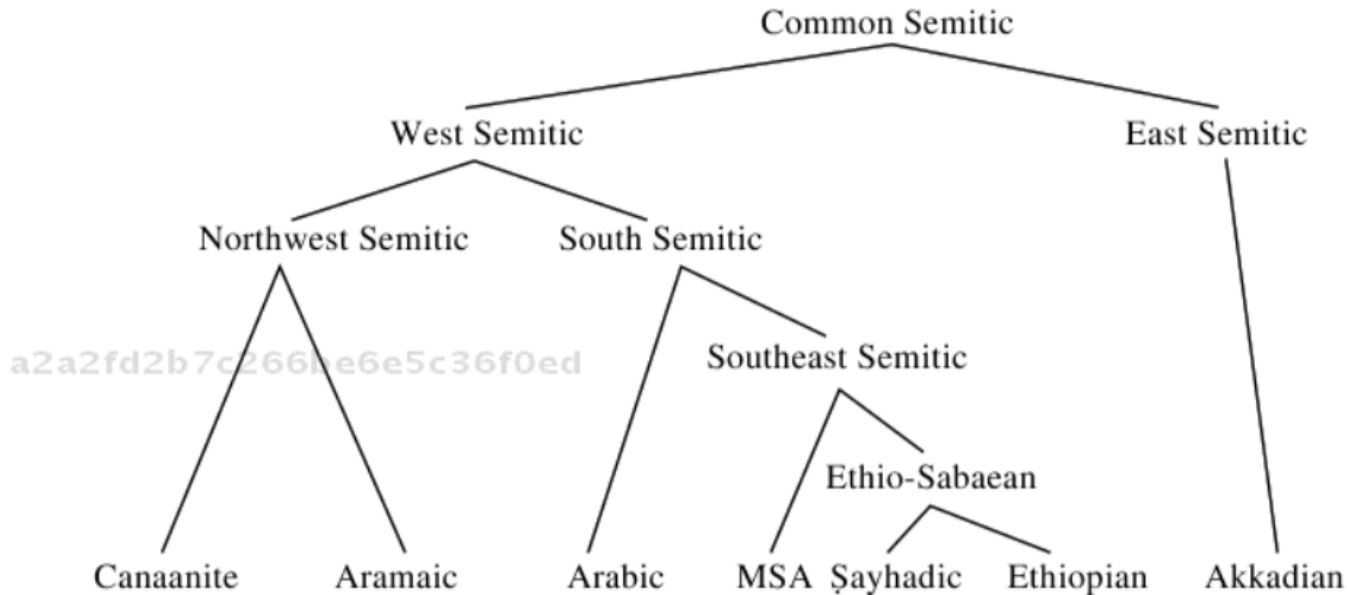 Common Semitic
West Semitic East Semitic
Northwest Semitic South Semitic
a2a2fd2b7c266be6e5c36f0ed
Southeast Semitic
Ethio-Sabaean
Canaanite Aramaic Arabic MSA Ṣayhadic Ethiopian Akkadian